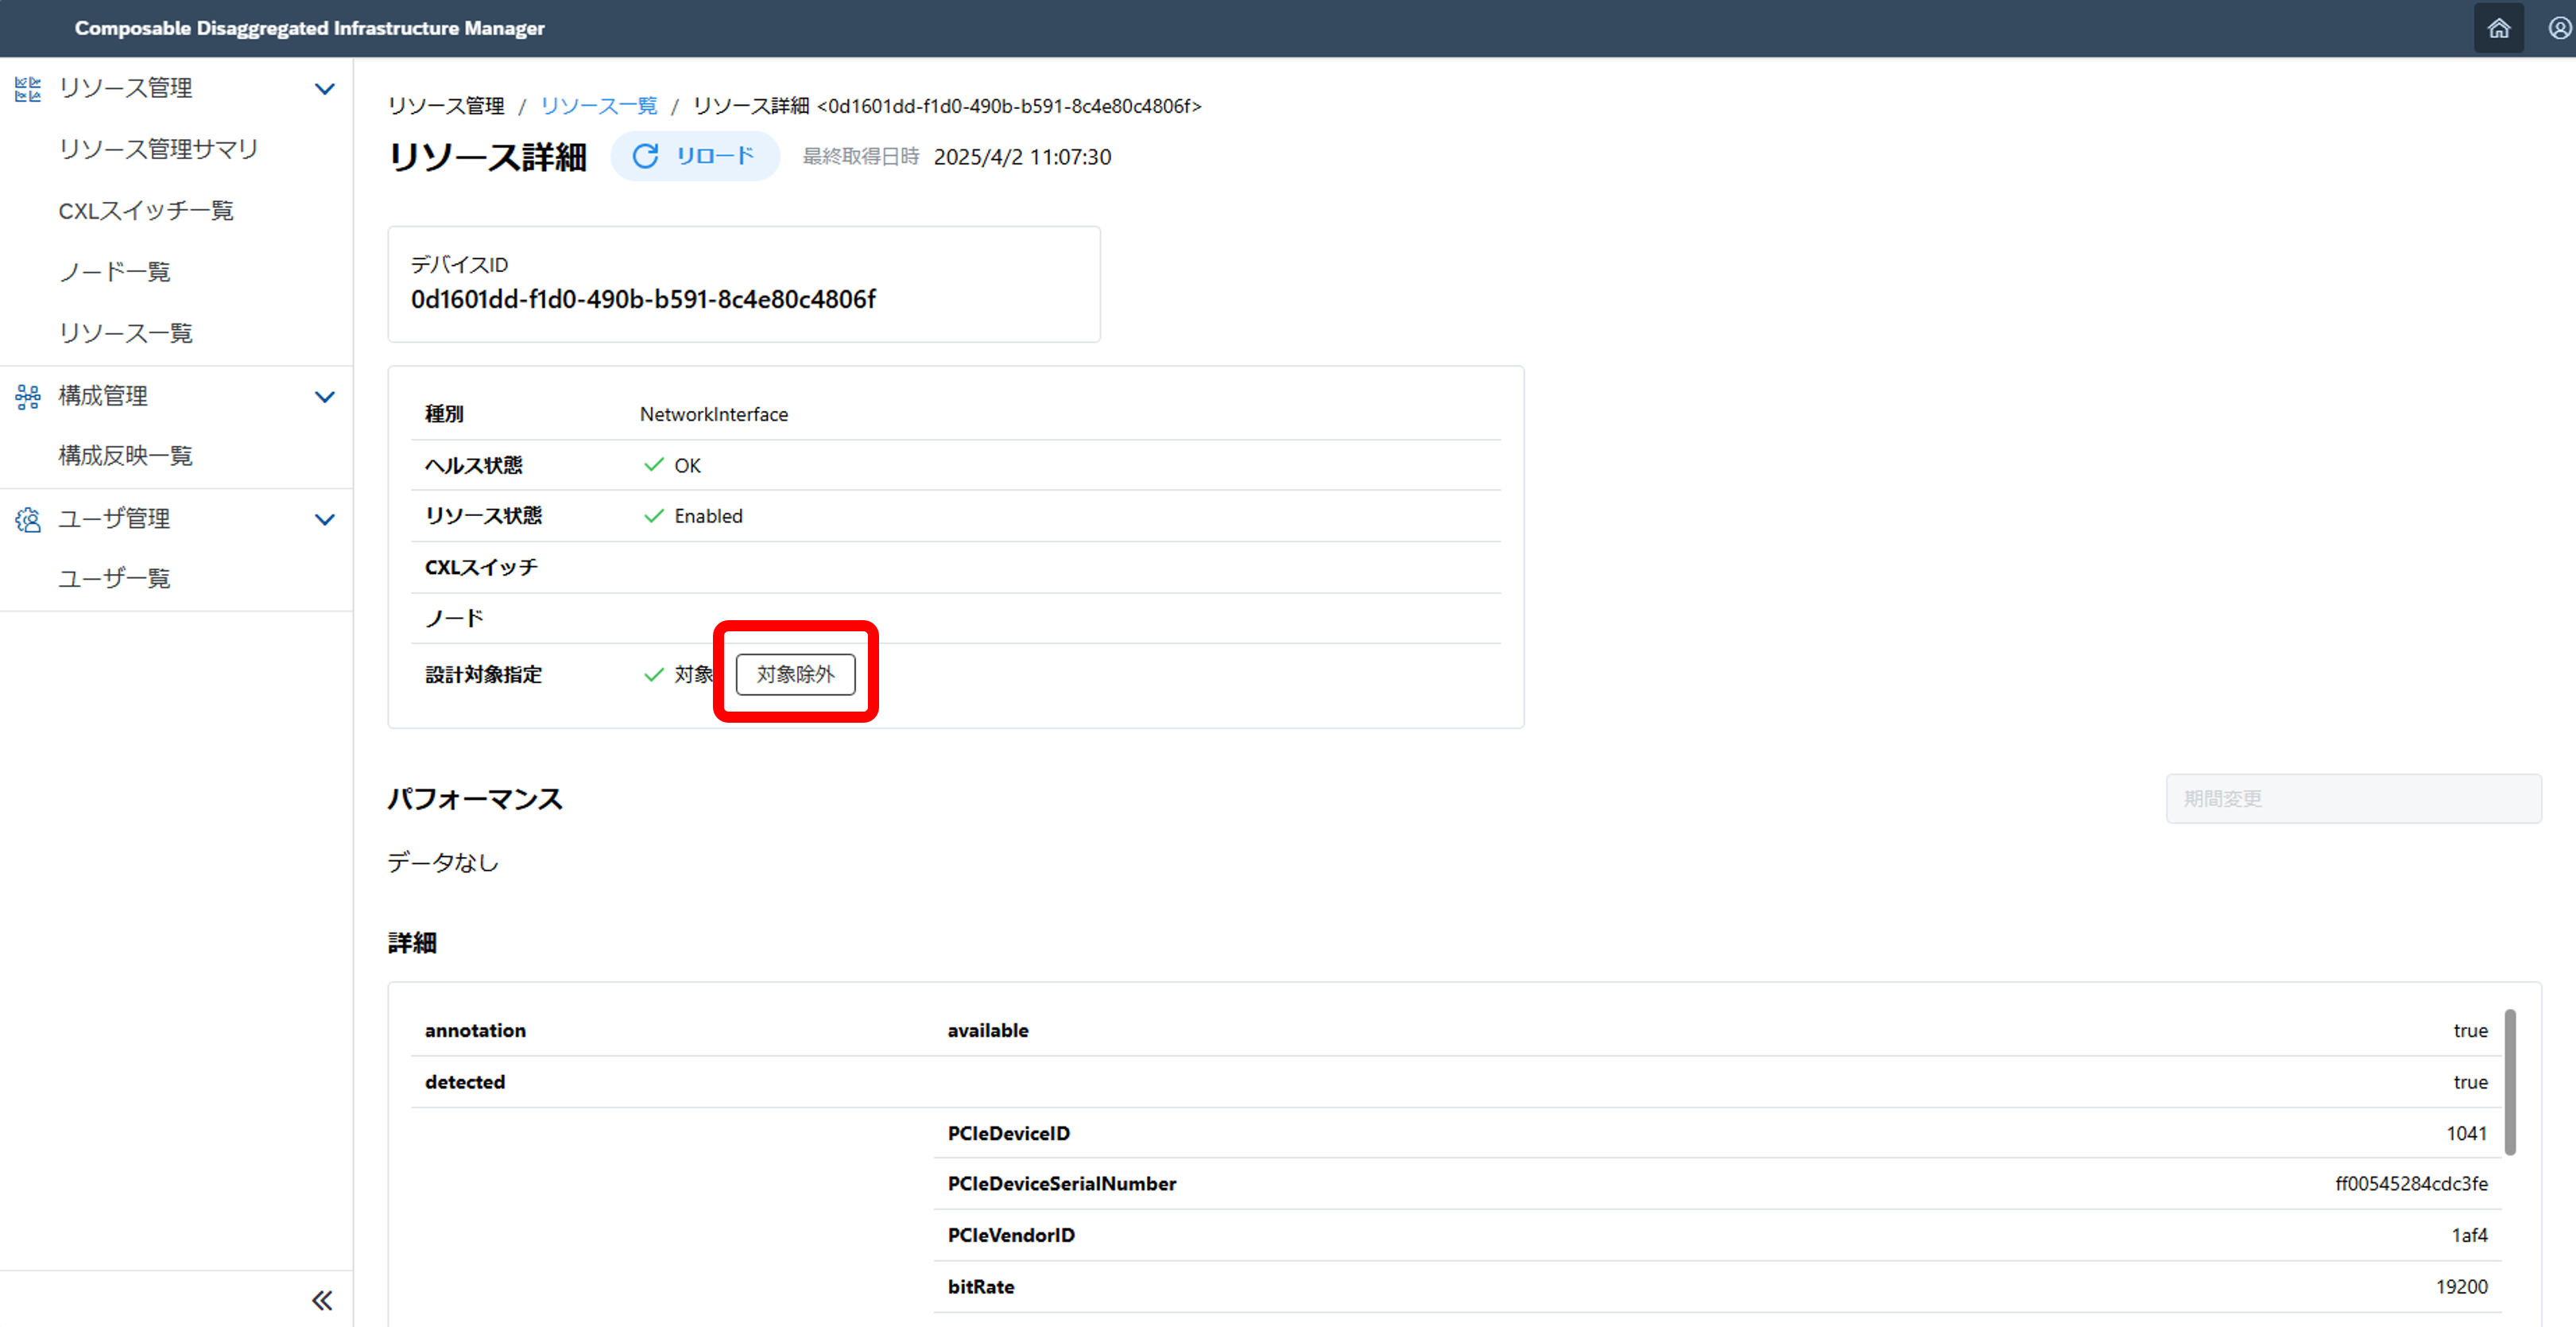 Composable Disaggregated Infrastructure Manager
リソース管理
リソース管理サマリ
CXLスイッチ一覧
ノード一覧
リソース一覧
構成管理
構成反映一覧
ユーザ管理
ユーザ一覧
リソース管理 / リソース一覧 / リソース詳細 <0d1601dd-f1d0-490b-b591-8c4e80c4806f>
リソース詳細 リロード 最終取得日時 2025/4/2 11:07:30
デバイスID
0d1601dd-f1d0-490b-b591-8c4e80c4806f
種別 NetworkInterface
ヘルス状態 OK
リソース状態 Enabled
CXLスイッチ
ノード
設計対象指定 対象 対象除外
パフォーマンス 期間変更
データなし
詳細
annotation available true
detected true
PCIeDeviceID 1041
PCIeDeviceSerialNumber ff00545284cdc3fe
PCIeVendorID 1af4
bitRate 19200